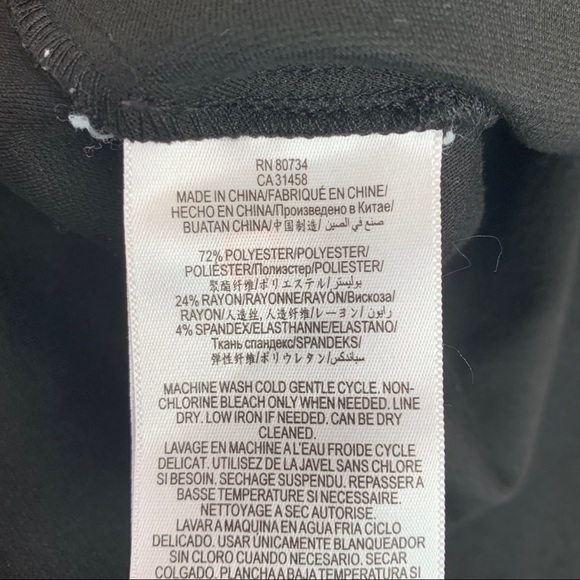 RN 80734
CA 31458
MADE IN CHINA/FABRIQUÉ EN CHINE/
HECHO EN CHINA/Произведено в Китае/
BUATAN CHINA/中国制造/صنع في الصين
72% POLYESTER/POLYESTER/
POLIÉSTER/Полиэстер/POLIESTER/
聚酯纤维/ポリエステル/بوليستر
24% RAYON/RAYONNE/RAYÓN/Вискоза/
RAYON/人造丝, 人造纤维/レーヨン/رايون
4% SPANDEX/ELASTHANNE/ELASTANO/
Ткань спандекс/SPANDEKS/
弹性纤维/ポリウレタン/سباندكس
MACHINE WASH COLD GENTLE CYCLE. NON-
CHLORINE BLEACH ONLY WHEN NEEDED. LINE
DRY. LOW IRON IF NEEDED. CAN BE DRY
CLEANED.
LAVAGE EN MACHINE A L'EAU FROIDE CYCLE
DELICAT. UTILISEZ DE LA JAVEL SANS CHLORE
SI BESOIN. SECHAGE SUSPENDU. REPASSER A
BASSE TEMPERATURE SI NECESSAIRE.
NETTOYAGE A SEC AUTORISE.
LAVAR A MAQUINA EN AGUA FRIA CICLO
DELICADO. USAR ÚNICAMENTE BLANQUEADOR
SIN CLORO CUANDO NECESARIO. SECAR
COLGADO. PLANCHA A BAJA TEMPERATURA SI